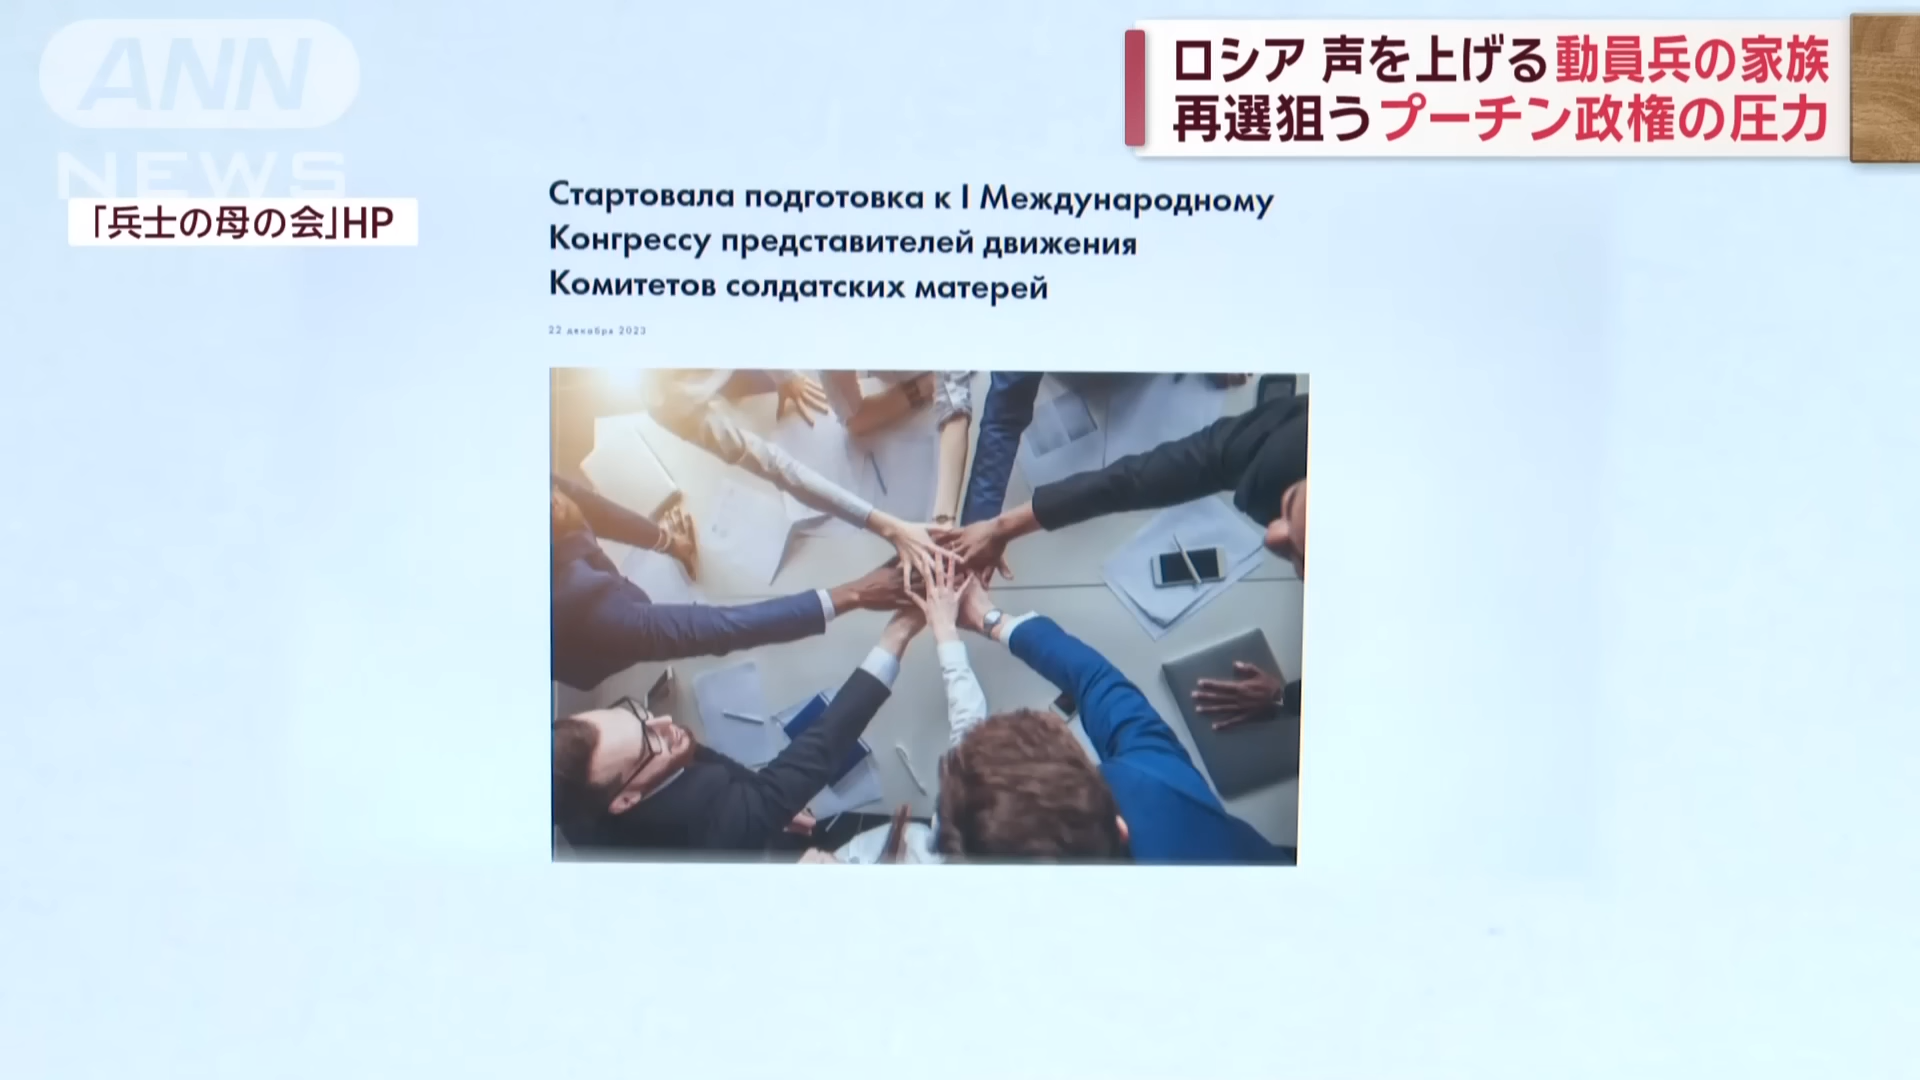 ANN
NEWS
ロシア 声を上げる動員兵の家族
再選狙うプーチン政権の圧力
「兵士の母の会」HP
Стартовала подготовка к I Международному
Конгрессу представителей движения
Комитетов солдатских матерей
22 декабря 2023